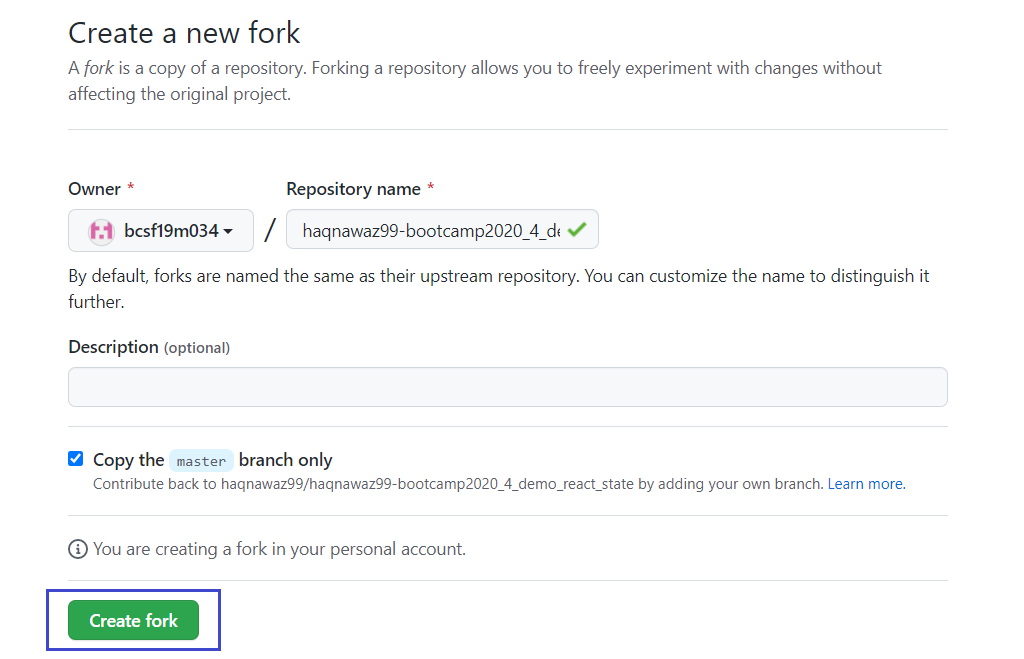 Create a new fork
A fork is a copy of a repository. Forking a repository allows you to freely experiment with changes without
affecting the original project.
Owner *
Repository name *
bcsf19m034 / haqnawaz99-bootcamp2020_4_de
By default, forks are named the same as their upstream repository. You can customize the name to distinguish it
further.
Description (optional)
Copy the master branch only
Contribute back to haqnawaz99/haqnawaz99-bootcamp2020_4_demo_react_state by adding your own branch. Learn more.
You are creating a fork in your personal account.
Create fork